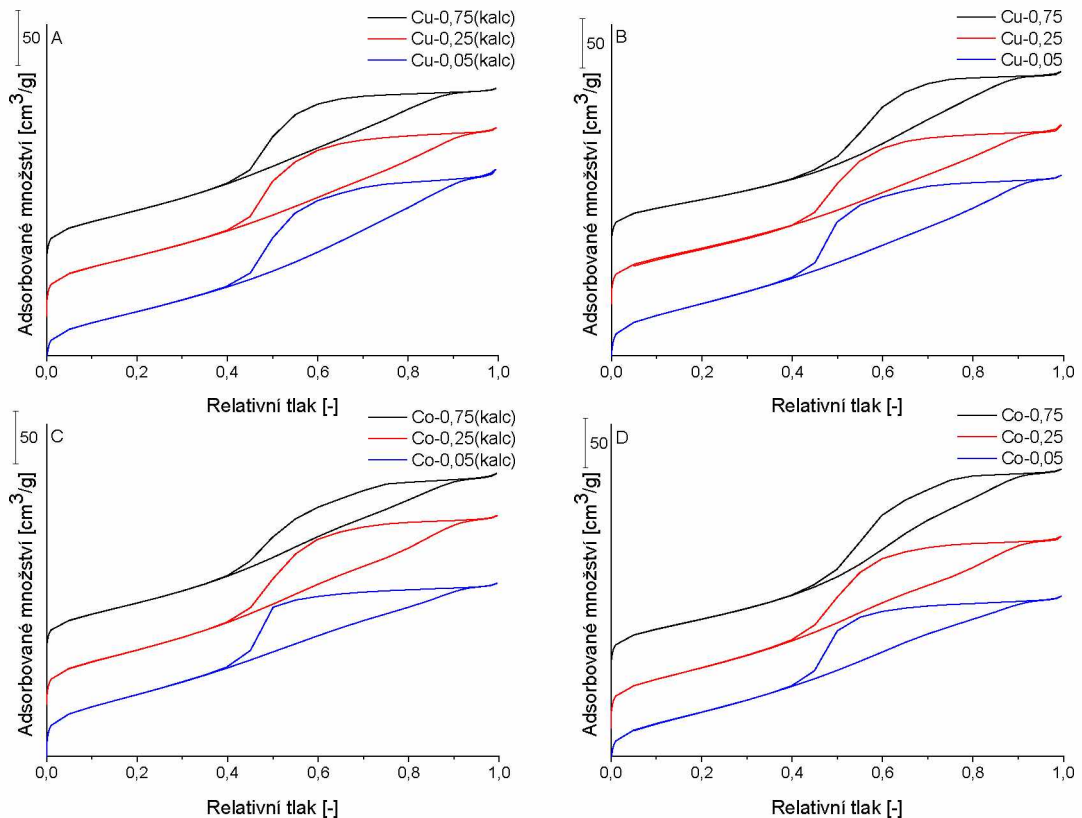 50
A
Cu-0,75(kalc)
Cu-0,25(kalc)
Cu-0,05(kalc)
Adsorbované množství [cm³/g]
0,0 0,2 0,4 0,6 0,8 1,0
Relativní tlak [-]
50
B
Cu-0,75
Cu-0,25
Cu-0,05
Adsorbované množství [cm³/g]
0,0 0,2 0,4 0,6 0,8 1,0
Relativní tlak [-]
50
C
Co-0,75(kalc)
Co-0,25(kalc)
Co-0,05(kalc)
Adsorbované množství [cm³/g]
0,0 0,2 0,4 0,6 0,8 1,0
Relativní tlak [-]
50
D
Co-0,75
Co-0,25
Co-0,05
Adsorbované množství [cm³/g]
0,0 0,2 0,4 0,6 0,8 1,0
Relativní tlak [-]